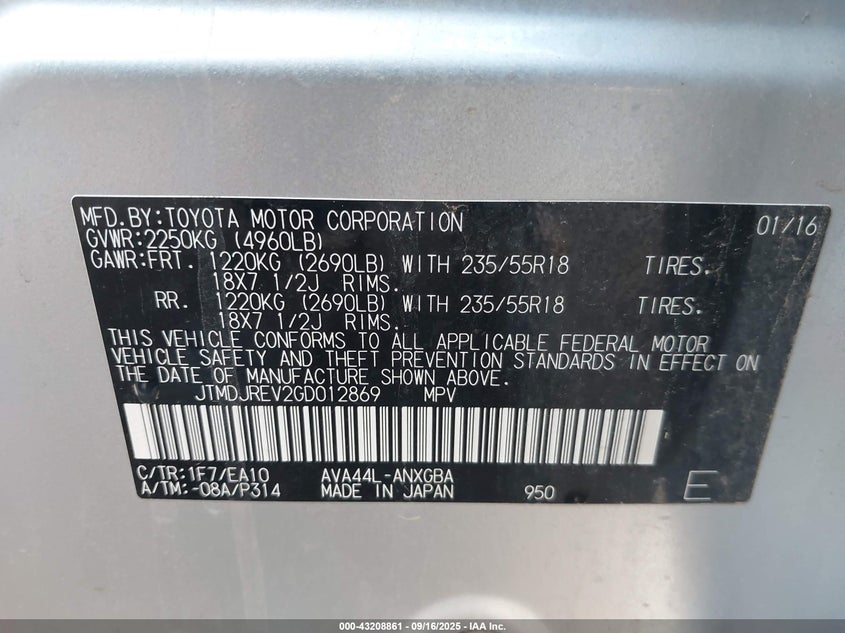 MFD.BY:TOYOTA MOTOR CORPORATION 01/16
GVWR:2250KG (4960LB)
GAWR:FRT. 1220KG (2690LB) WITH 235/55R18 TIRES.
18X7 1/2J RIMS.
RR. 1220KG (2690LB) WITH 235/55R18 TIRES.
18X7 1/2J RIMS.
THIS VEHICLE CONFORMS TO ALL APPLICABLE FEDERAL MOTOR
VEHICLE SAFETY AND THEFT PREVENTION STANDARDS IN EFFECT ON
THE DATE OF MANUFACTURE SHOWN ABOVE.
JTMDJREV2GD012869 MPV
C/TR:1F7/EA10 AVA44L-ANXGBA
A/TM:-08A/P314 MADE IN JAPAN 950 E
000-43208861 - 09/16/2025 - IAA Inc.